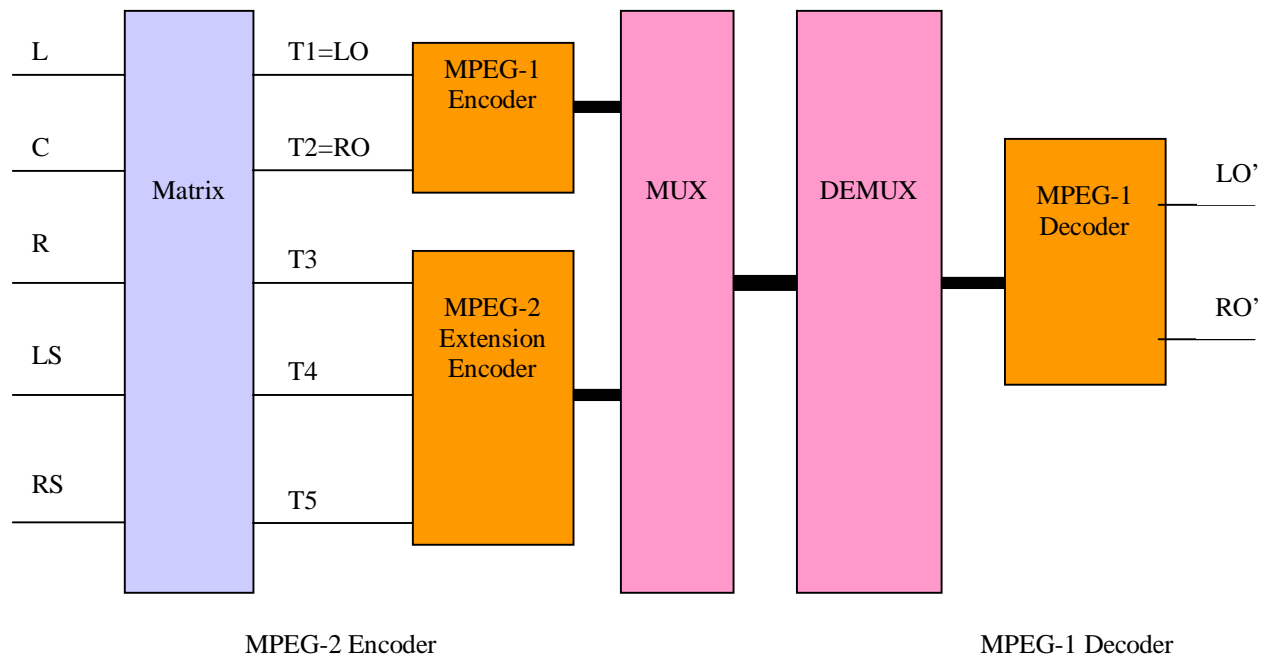 L
C
R
LS
RS
Matrix
T1=LO
T2=RO
T3
T4
T5
MPEG-1
Encoder
MPEG-2
Extension
Encoder
MUX
DEMUX
MPEG-1
Decoder
LO’
RO’
MPEG-2 Encoder
MPEG-1 Decoder